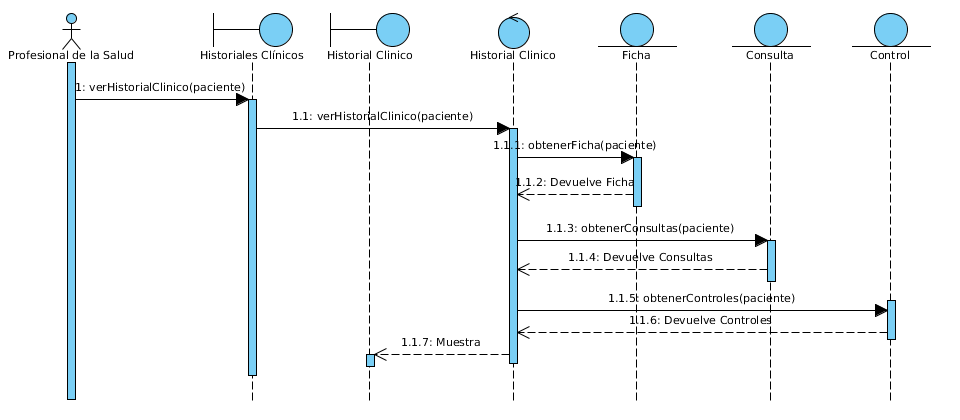 Profesional de la Salud
Historiales Clínicos
Historial Clinico
Historial Clinico
Ficha
Consulta
Control
1: verHistorialClinico(paciente)
1.1: verHistorialClinico(paciente)
1.1.1: obtenerFicha(paciente)
1.1.2: Devuelve Ficha
1.1.3: obtenerConsultas(paciente)
1.1.4: Devuelve Consultas
1.1.5: obtenerControles(paciente)
1.1.6: Devuelve Controles
1.1.7: Muestra